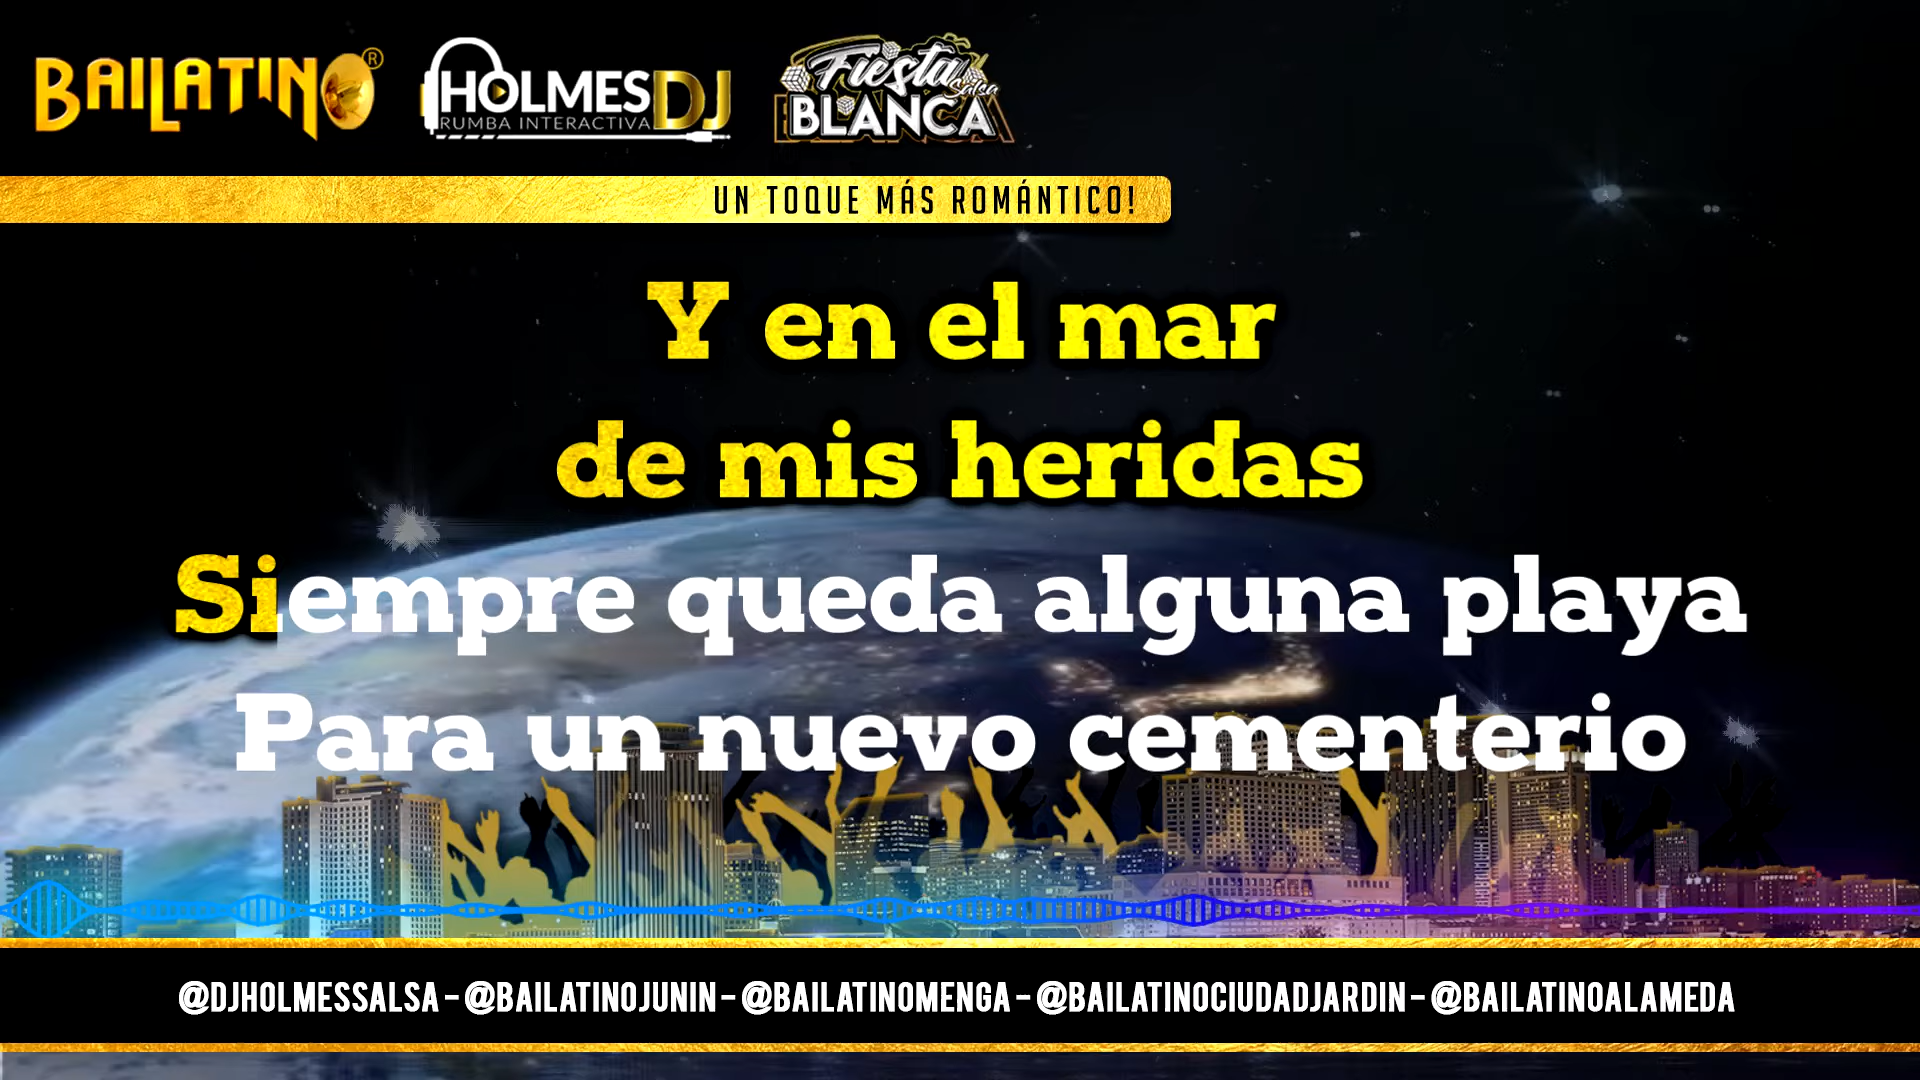 BAILATINO®
HOLMES DJ
RUMBA INTERACTIVA
Fiesta
Salsa
BLANCA
UN TOQUE MÁS ROMÁNTICO!
Y en el mar
de mis heridas
Siempre queda alguna playa
Para un nuevo cementerio
@DJHOLMESSALSA - @BAILATINOJUNIN - @BAILATINOMENGA - @BAILATINOCIUDADJARDIN - @BAILATINOALAMEDA